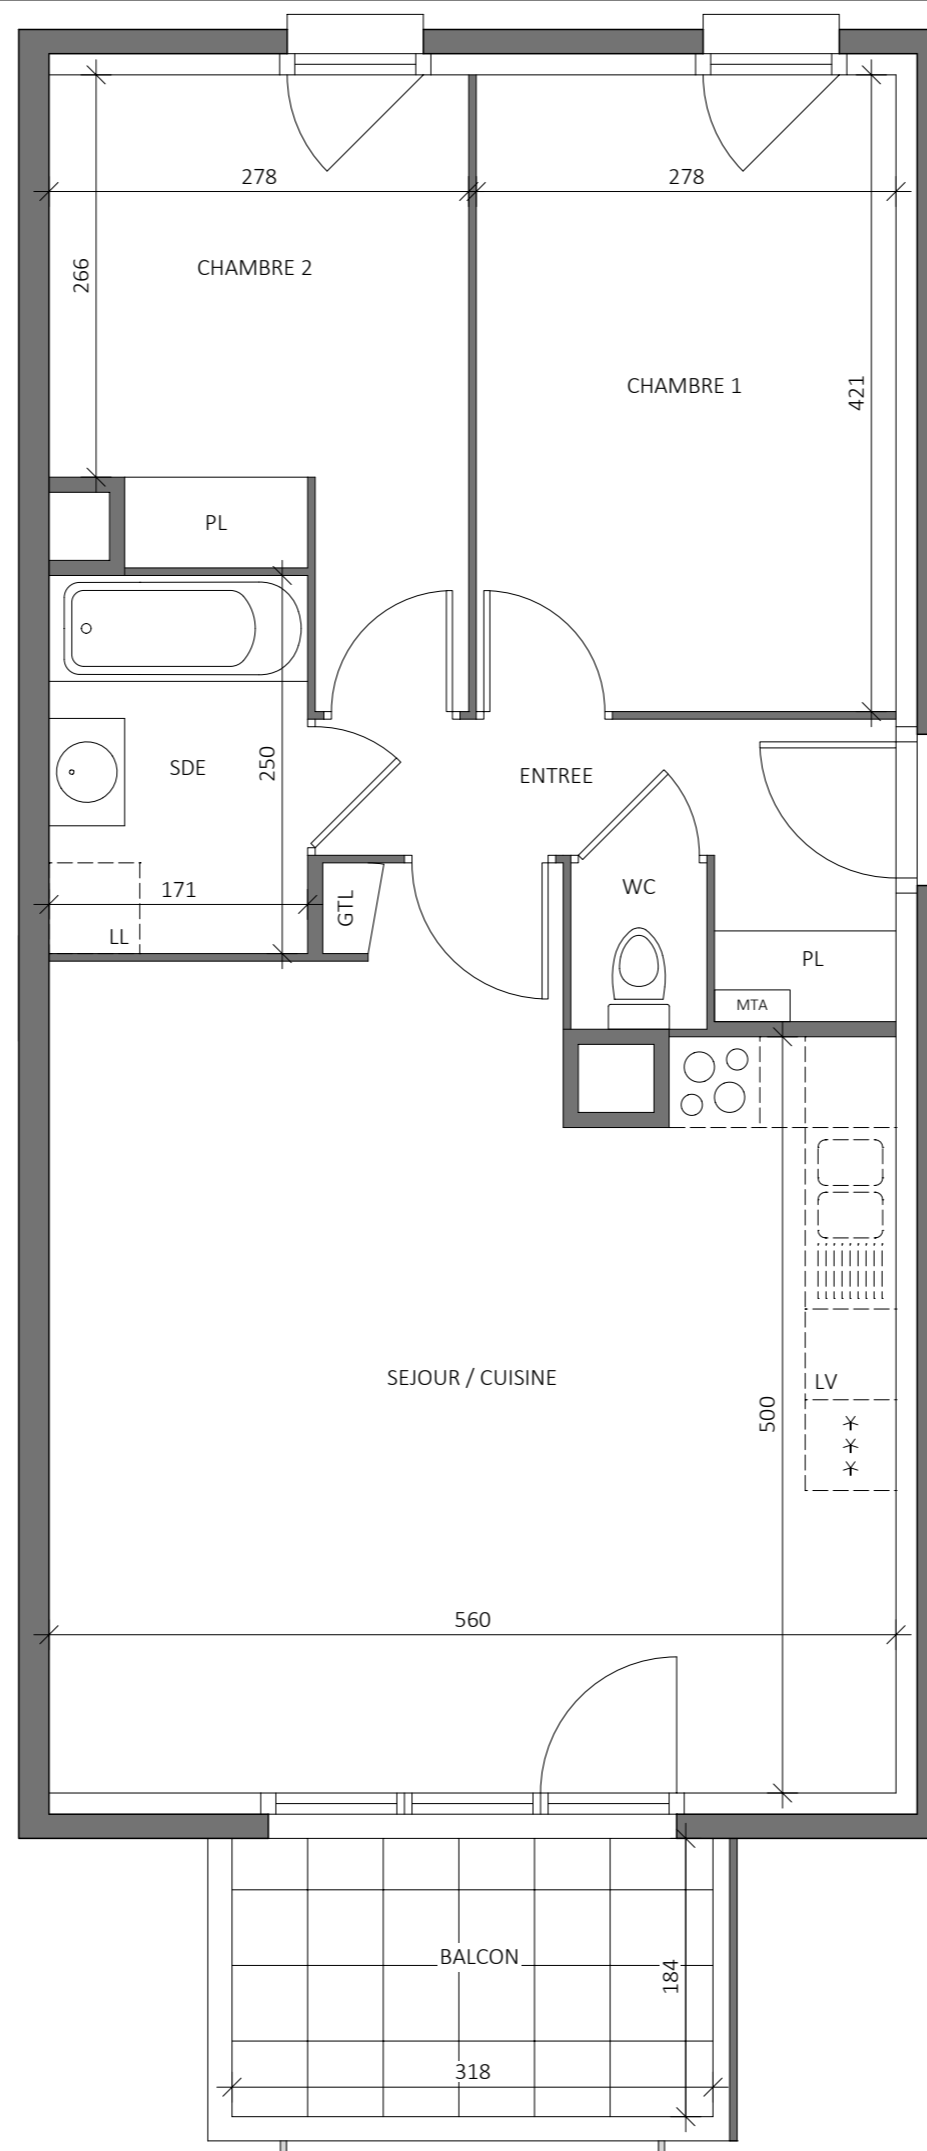 278
278
266
CHAMBRE 2
CHAMBRE 1
421
PL
SDE
250
ENTREE
171
LL
GTL
WC
PL
MTA
SEJOUR / CUISINE
LV
500
560
BALCON
184
318